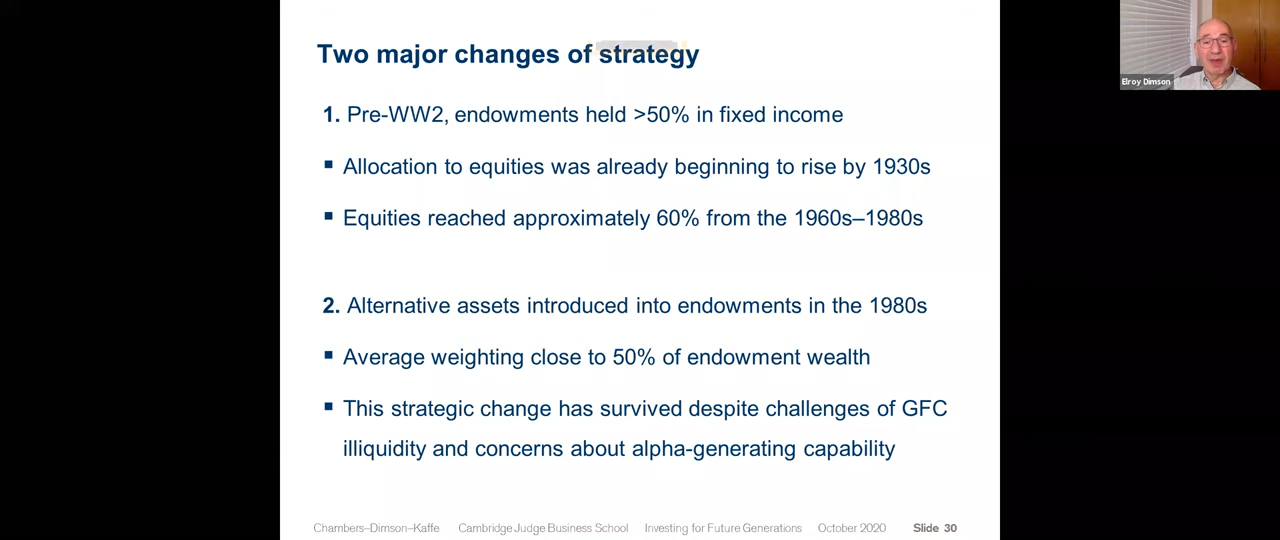 Two major changes of strategy
1. Pre-WW2, endowments held >50% in fixed income
▪ Allocation to equities was already beginning to rise by 1930s
▪ Equities reached approximately 60% from the 1960s–1980s
2. Alternative assets introduced into endowments in the 1980s
▪ Average weighting close to 50% of endowment wealth
▪ This strategic change has survived despite challenges of GFC
illiquidity and concerns about alpha-generating capability
Chambers–Dimson–Kaffe Cambridge Judge Business School Investing for Future Generations October 2020 Slide 30
Elroy Dimson